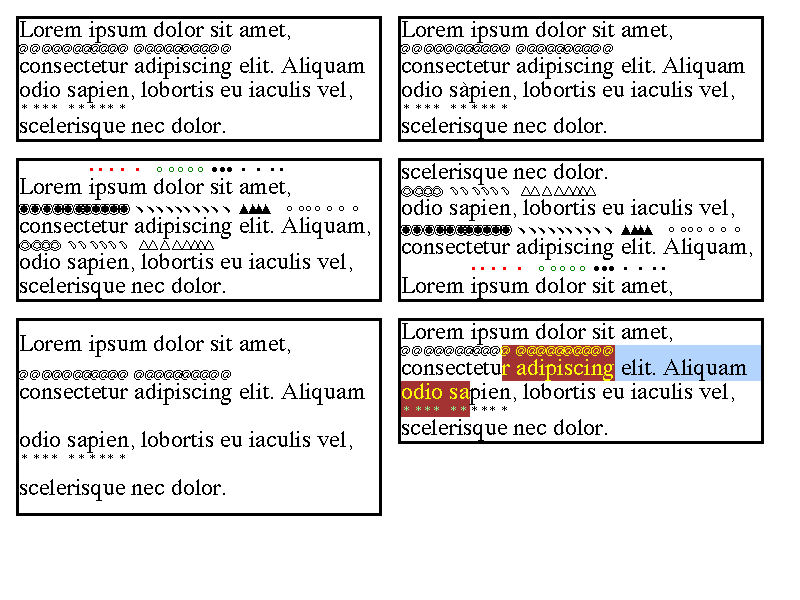 Lorem ipsum dolor sit amet,
consectetur adipiscing elit. Aliquam
odio sapien, lobortis eu iaculis vel,
scelerisque nec dolor.
Lorem ipsum dolor sit amet,
consectetur adipiscing elit. Aliquam
odio sàpien, lobortis eu iaculis vel,
scelerisque nec dolor.
Lorem ipsum dolor sit amet,
consectetur adipiscing elit. Aliquam,
odio sapien, lobortis eu iaculis vel,
scelerisque nec dolor.
scelerisque nec dolor.
odio sapien, lobortis eu iaculis vel,
consectetur adipiscing elit. Aliquam,
Lorem ipsum dolor sit amet,
Lorem ipsum dolor sit amet,
consectetur adipiscing elit. Aliquam
odio sapien, lobortis eu iaculis vel,
scelerisque nec dolor.
Lorem ipsum dolor sit amet,
consectetur adipiscing elit. Aliquam
odio sapien, lobortis eu iaculis vel,
scelerisque nec dolor.